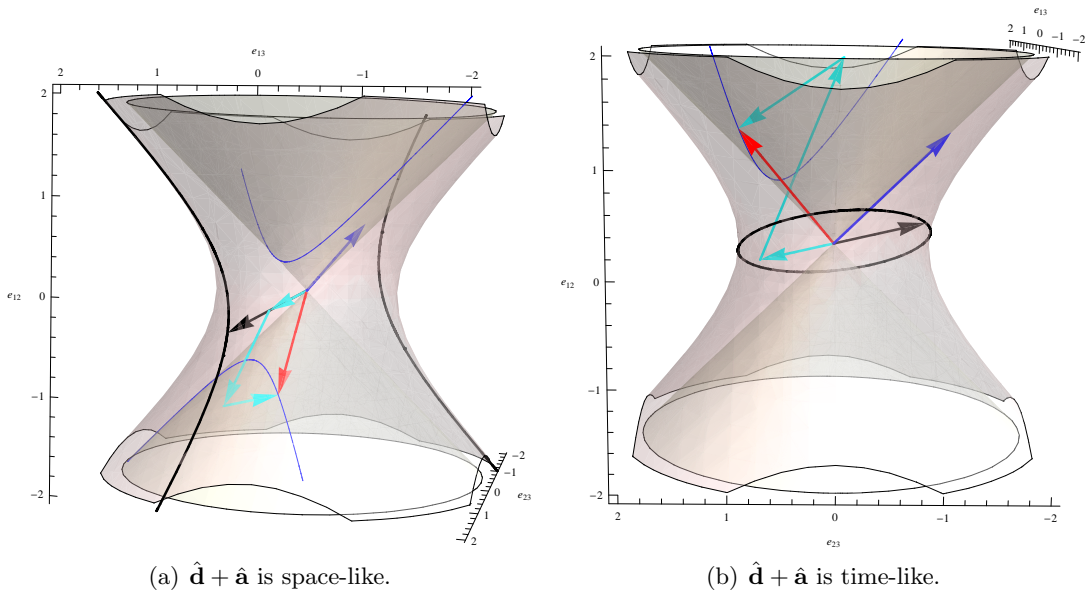 e₁₃
2 1 0 -1 -2
2
1
e₁₂ 0
-1
-2
-2
-1
0
e₂₃
1
2
e₁₃
2 1 0 -1 -2
2
1
e₁₂ 0
-1
-2
2 1 0 -1 -2
e₂₃
(a) d̂ + â is space-like.
(b) d̂ + â is time-like.